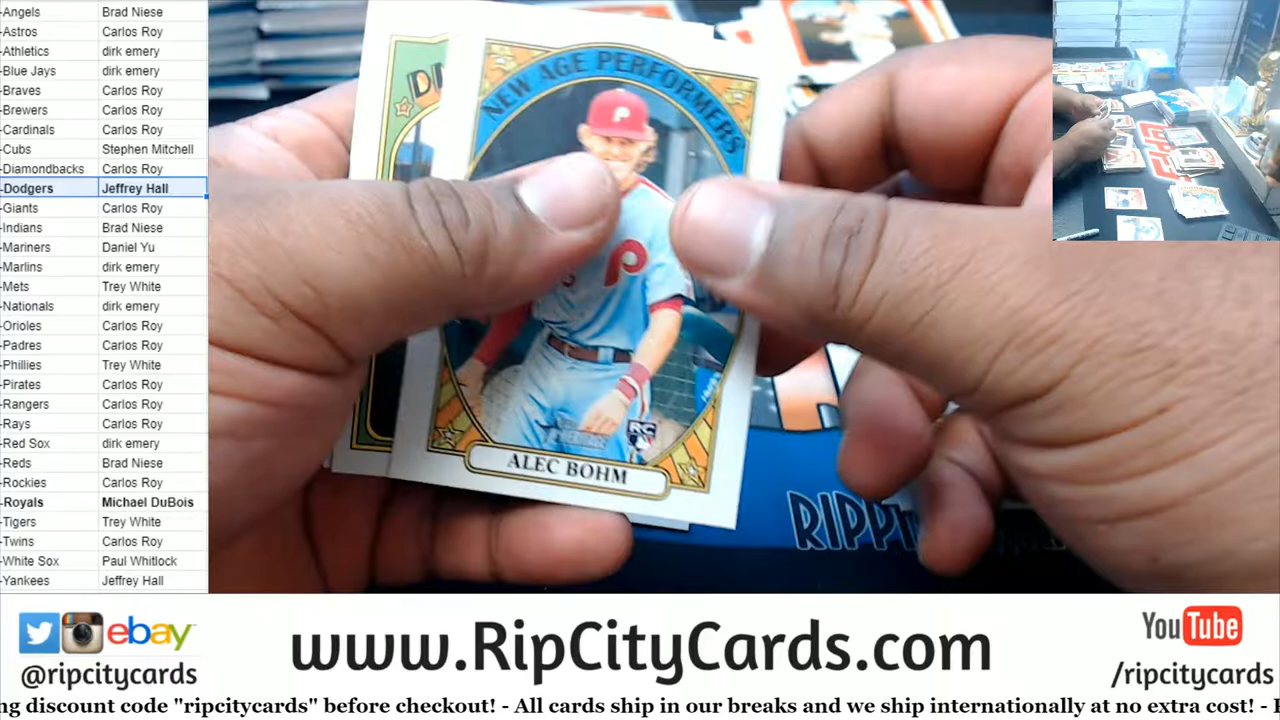 -Angels Brad Niese
-Astros Carlos Roy
-Athletics dirk emery
-Blue Jays dirk emery
-Braves Carlos Roy
-Brewers Carlos Roy
-Cardinals Carlos Roy
-Cubs Stephen Mitchell
-Diamondbacks Carlos Roy
-Dodgers Jeffrey Hall
-Giants Carlos Roy
-Indians Brad Niese
-Mariners Daniel Yu
-Marlins dirk emery
-Mets Trey White
-Nationals dirk emery
-Orioles Carlos Roy
-Padres Carlos Roy
-Phillies Trey White
-Pirates Carlos Roy
-Rangers Carlos Roy
-Rays Carlos Roy
-Red Sox dirk emery
-Reds Brad Niese
-Rockies Carlos Roy
-Royals Michael DuBois
-Tigers Trey White
-Twins Carlos Roy
-White Sox Paul Whitlock
-Yankees Jeffrey Hall
NEW AGE PERFORMERS
P
P
RC
ALEC BOHM
ebay
@ripcitycards
www.RipCityCards.com
YouTube
/ripcitycards
ng discount code "ripcitycards" before checkout! - All cards ship in our breaks and we ship internationally at no extra cost! -